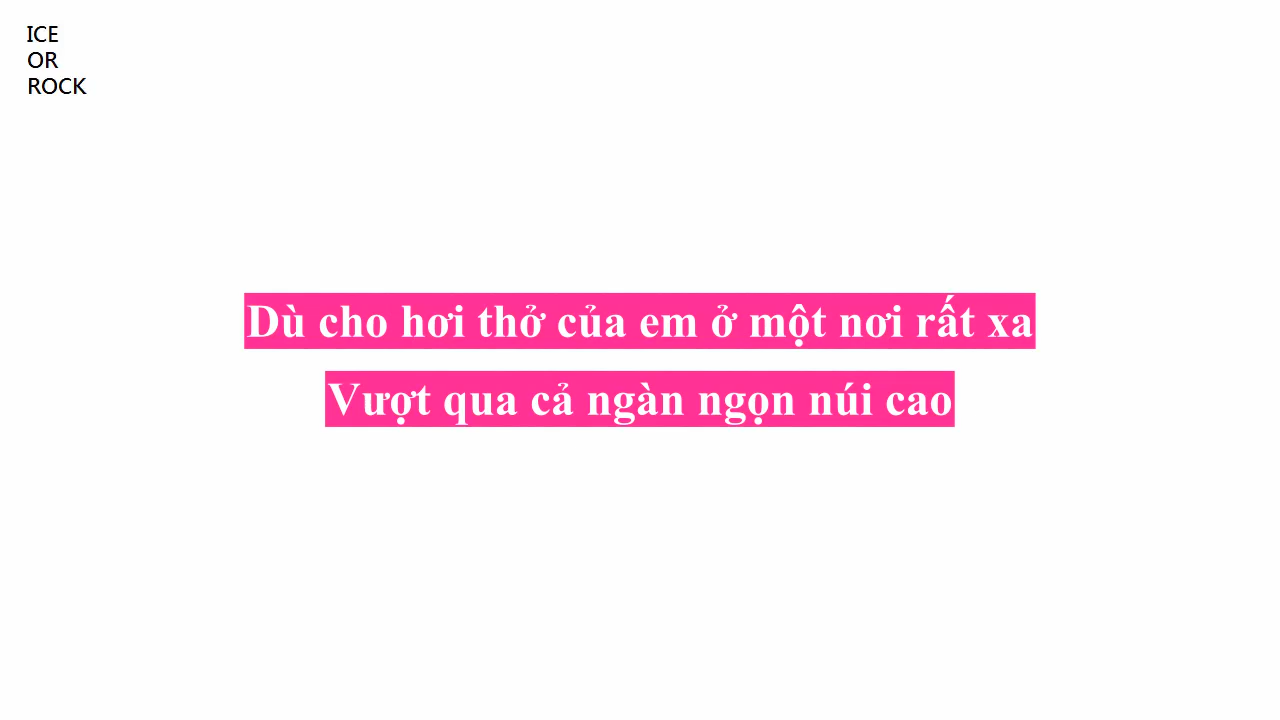 ICE
OR
ROCK
Dù cho hơi thở của em ở một nơi rất xa
Vượt qua cả ngàn ngọn núi cao